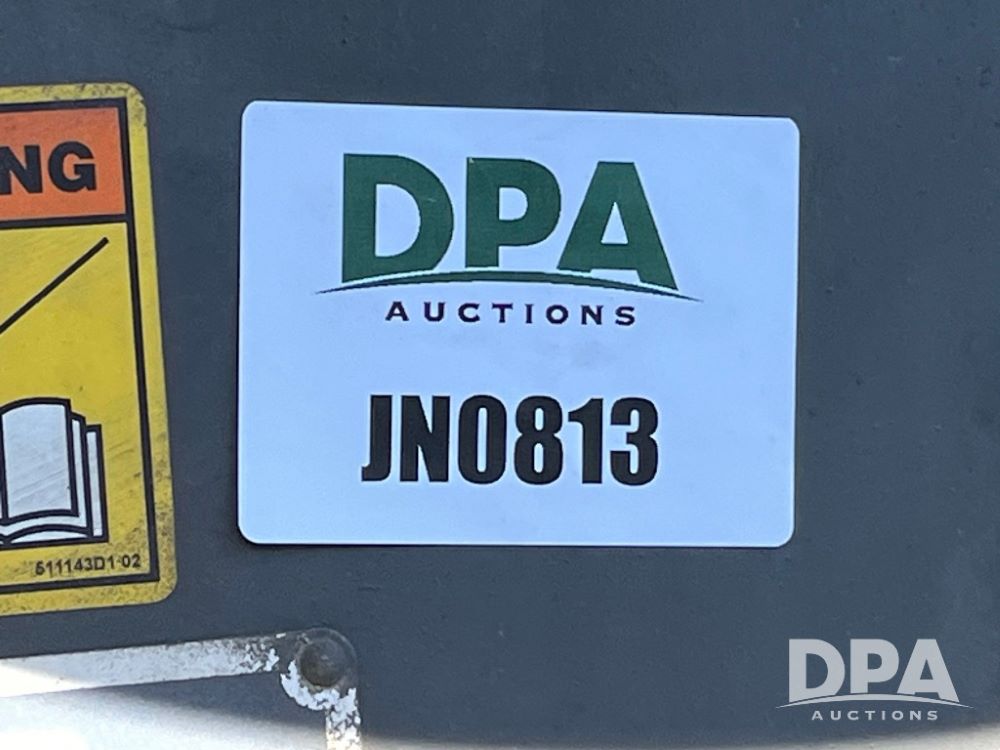 NG
DPA
AUCTIONS
JN0813
511143D1 02
DPA
AUCTIONS